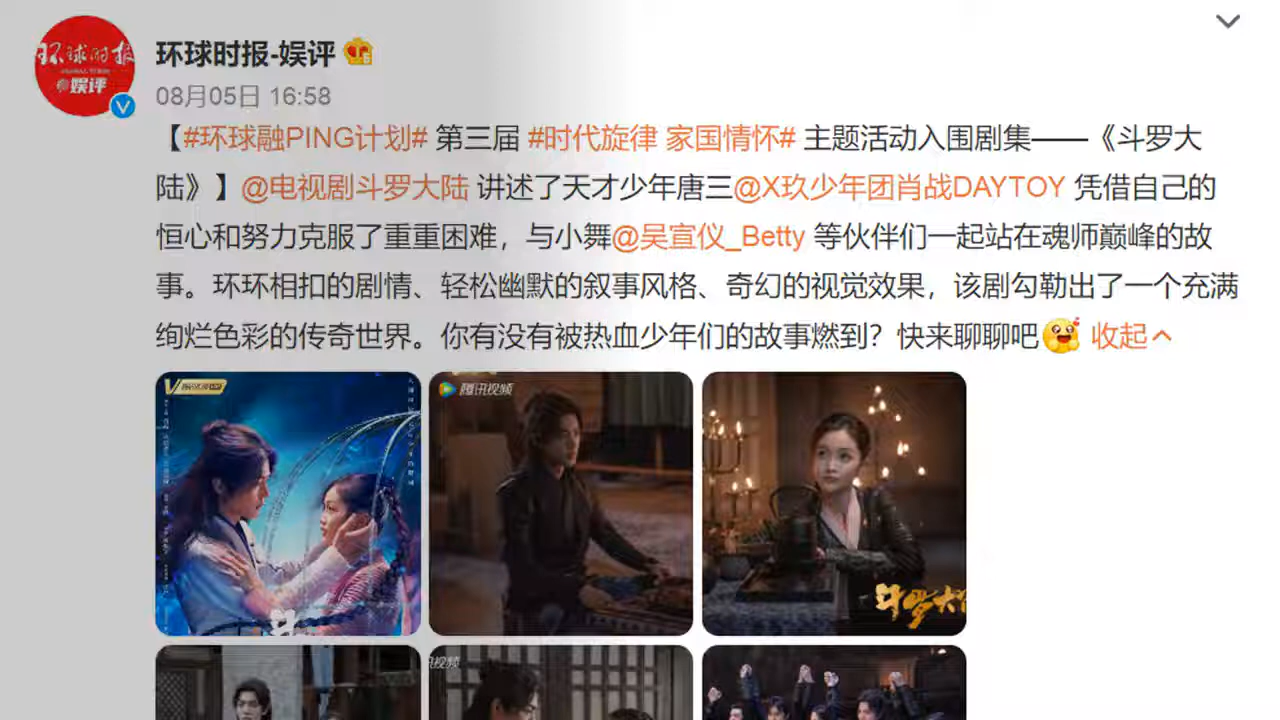 环球时报
娱评
环球时报-娱评
08月05日 16:58
【#环球融PING计划# 第三届 #时代旋律 家国情怀# 主题活动入围剧集——《斗罗大
陆》】@电视剧斗罗大陆 讲述了天才少年唐三@X玖少年团肖战DAYTOY 凭借自己的
恒心和努力克服了重重困难，与小舞@吴宣仪_Betty 等伙伴们一起站在魂师巅峰的故
事。环环相扣的剧情、轻松幽默的叙事风格、奇幻的视觉效果，该剧勾勒出了一个充满
绚烂色彩的传奇世界。你有没有被热血少年们的故事燃到？快来聊聊吧 收起
腾讯视频
斗罗大
讯视频